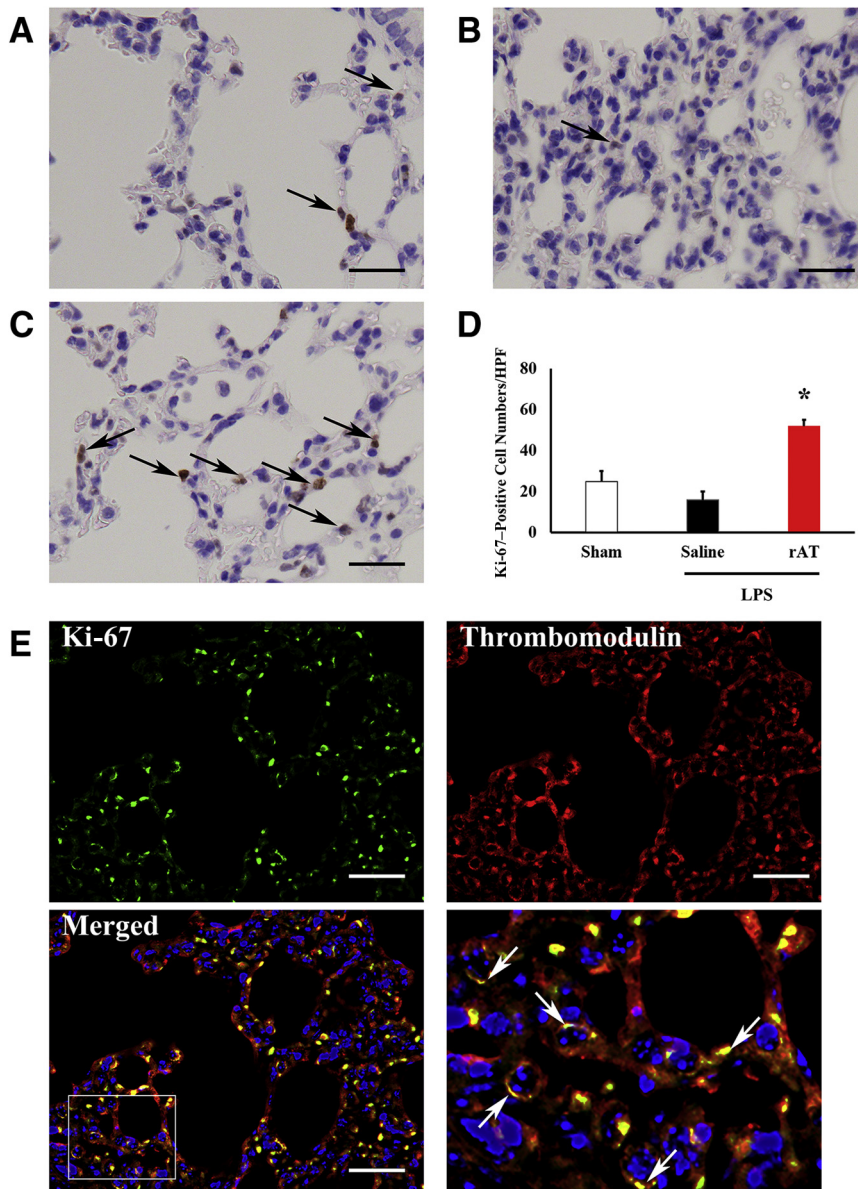 A
B
C
D
Ki-67–Positive Cell Numbers/HPF
80
60
40
20
0
*
Sham
Saline
rAT
LPS
E
Ki-67
Thrombomodulin
Merged